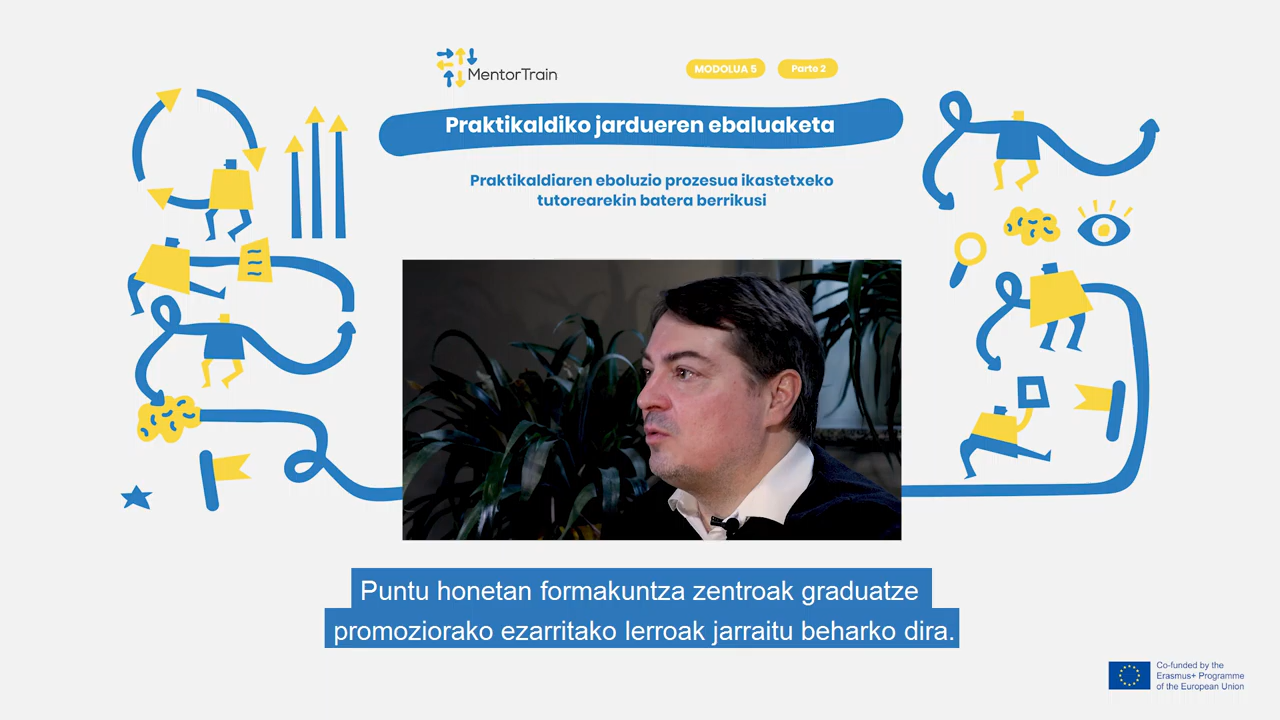 MentorTrain
MODOLUA 5
Parte 2
Praktikaldiko jardueren ebaluaketa
Praktikaldiaren eboluzio prozesua ikastetxeko
tutorearekin batera berrikusi
Puntu honetan formakuntza zentroak graduatze
promoziorako ezarritako lerroak jarraitu beharko dira.
Co-funded by the
Erasmus+ Programme
of the European Union